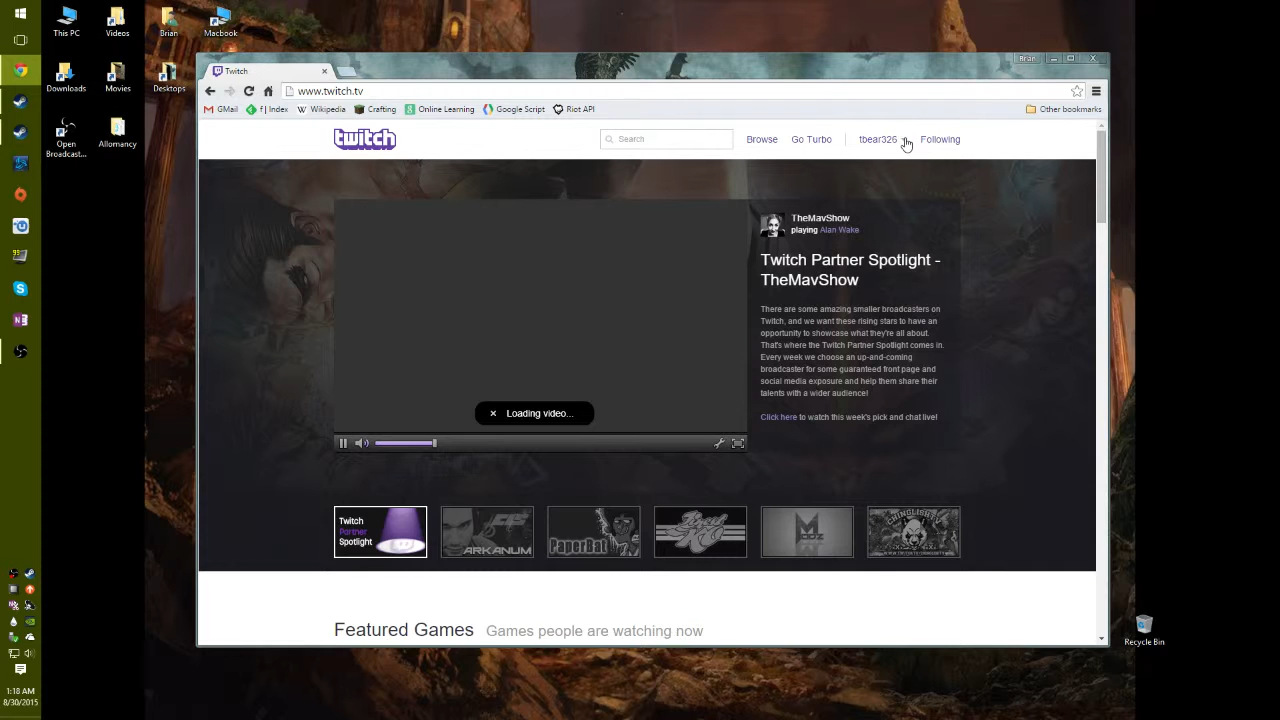 This PC
Videos
Brian
Macbook
Downloads
Movies
Desktops
Open
Broadcast...
Allomancy
Twitch
Brian
www.twitch.tv
GMail
f | Index
Wikipedia
Crafting
Online Learning
Google Script
Riot API
Other bookmarks
twitch
Search
Browse
Go Turbo
tbear326
Following
TheMavShow
playing Alan Wake
Twitch Partner Spotlight -
TheMavShow
There are some amazing smaller broadcasters on
Twitch, and we want these rising stars to have an
opportunity to showcase what they're all about.
That's where the Twitch Partner Spotlight comes in.
Every week we choose an up-and-coming
broadcaster for some guaranteed front page and
social media exposure and help them share their
talents with a wider audience!
Click here to watch this week's pick and chat live!
Loading video...
Twitch
Partner
Spotlight
ARKANUM
PaperBat
Featured Games
Games people are watching now
Recycle Bin
1:18 AM
8/30/2015